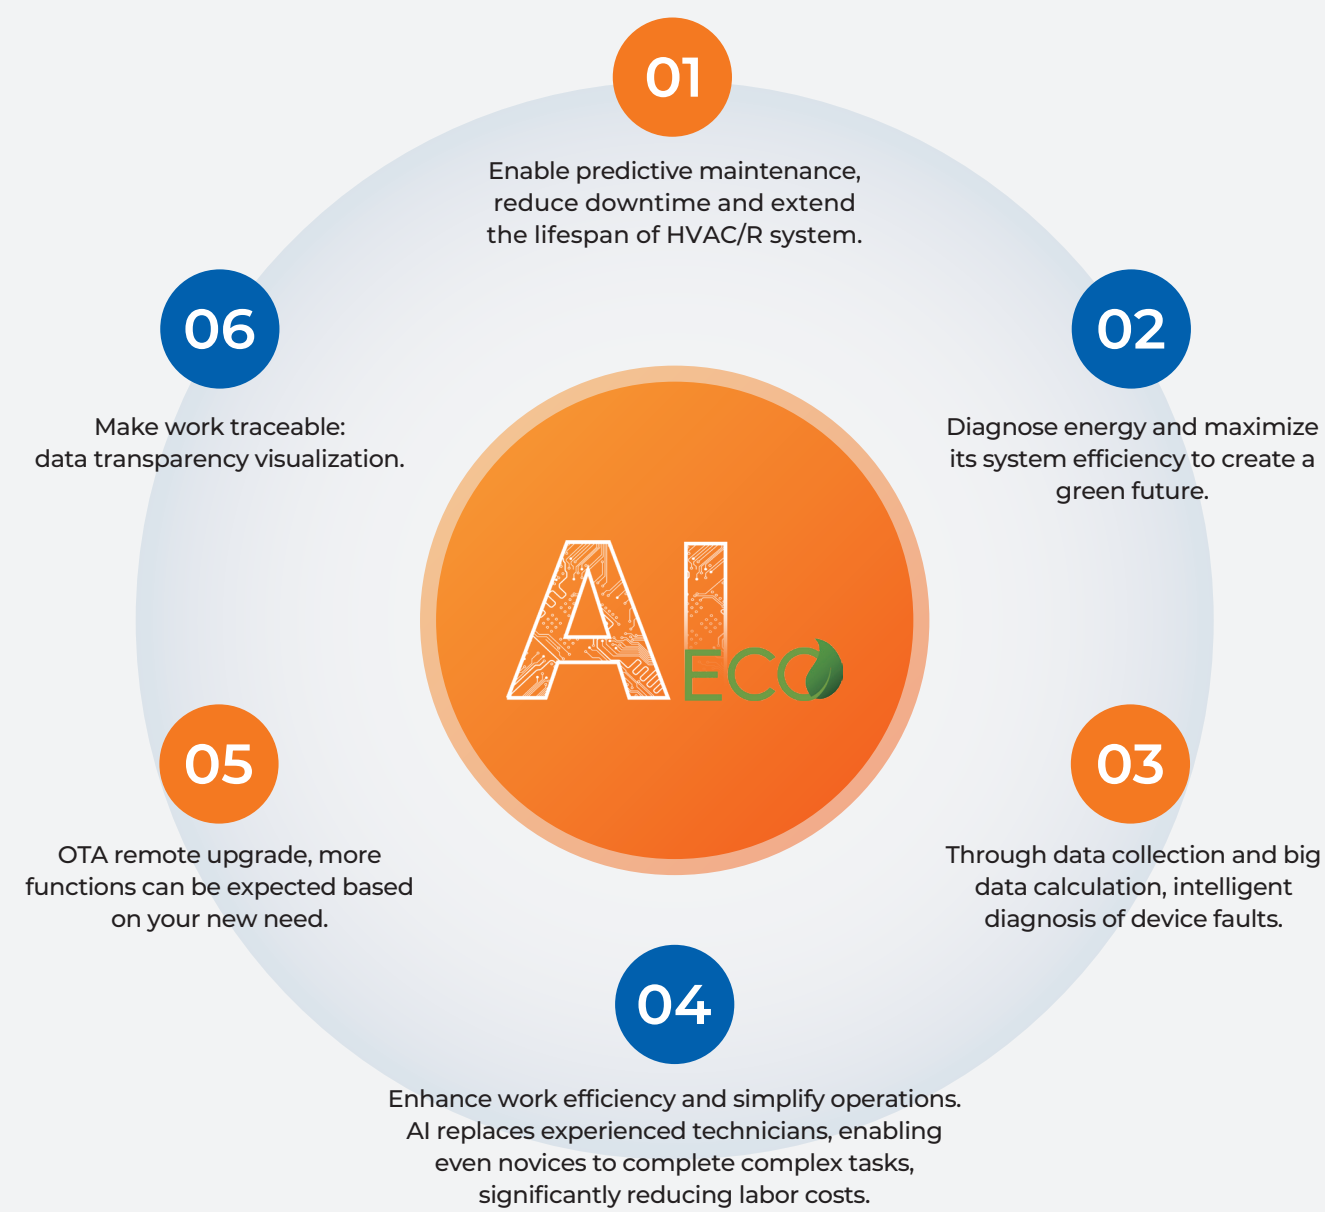 01
Enable predictive maintenance,
reduce downtime and extend
the lifespan of HVAC/R system.
02
Diagnose energy and maximize
its system efficiency to create a
green future.
03
Through data collection and big
data calculation, intelligent
diagnosis of device faults.
04
Enhance work efficiency and simplify operations.
AI replaces experienced technicians, enabling
even novices to complete complex tasks,
significantly reducing labor costs.
05
OTA remote upgrade, more
functions can be expected based
on your new need.
06
Make work traceable:
data transparency visualization.
AI
ECO